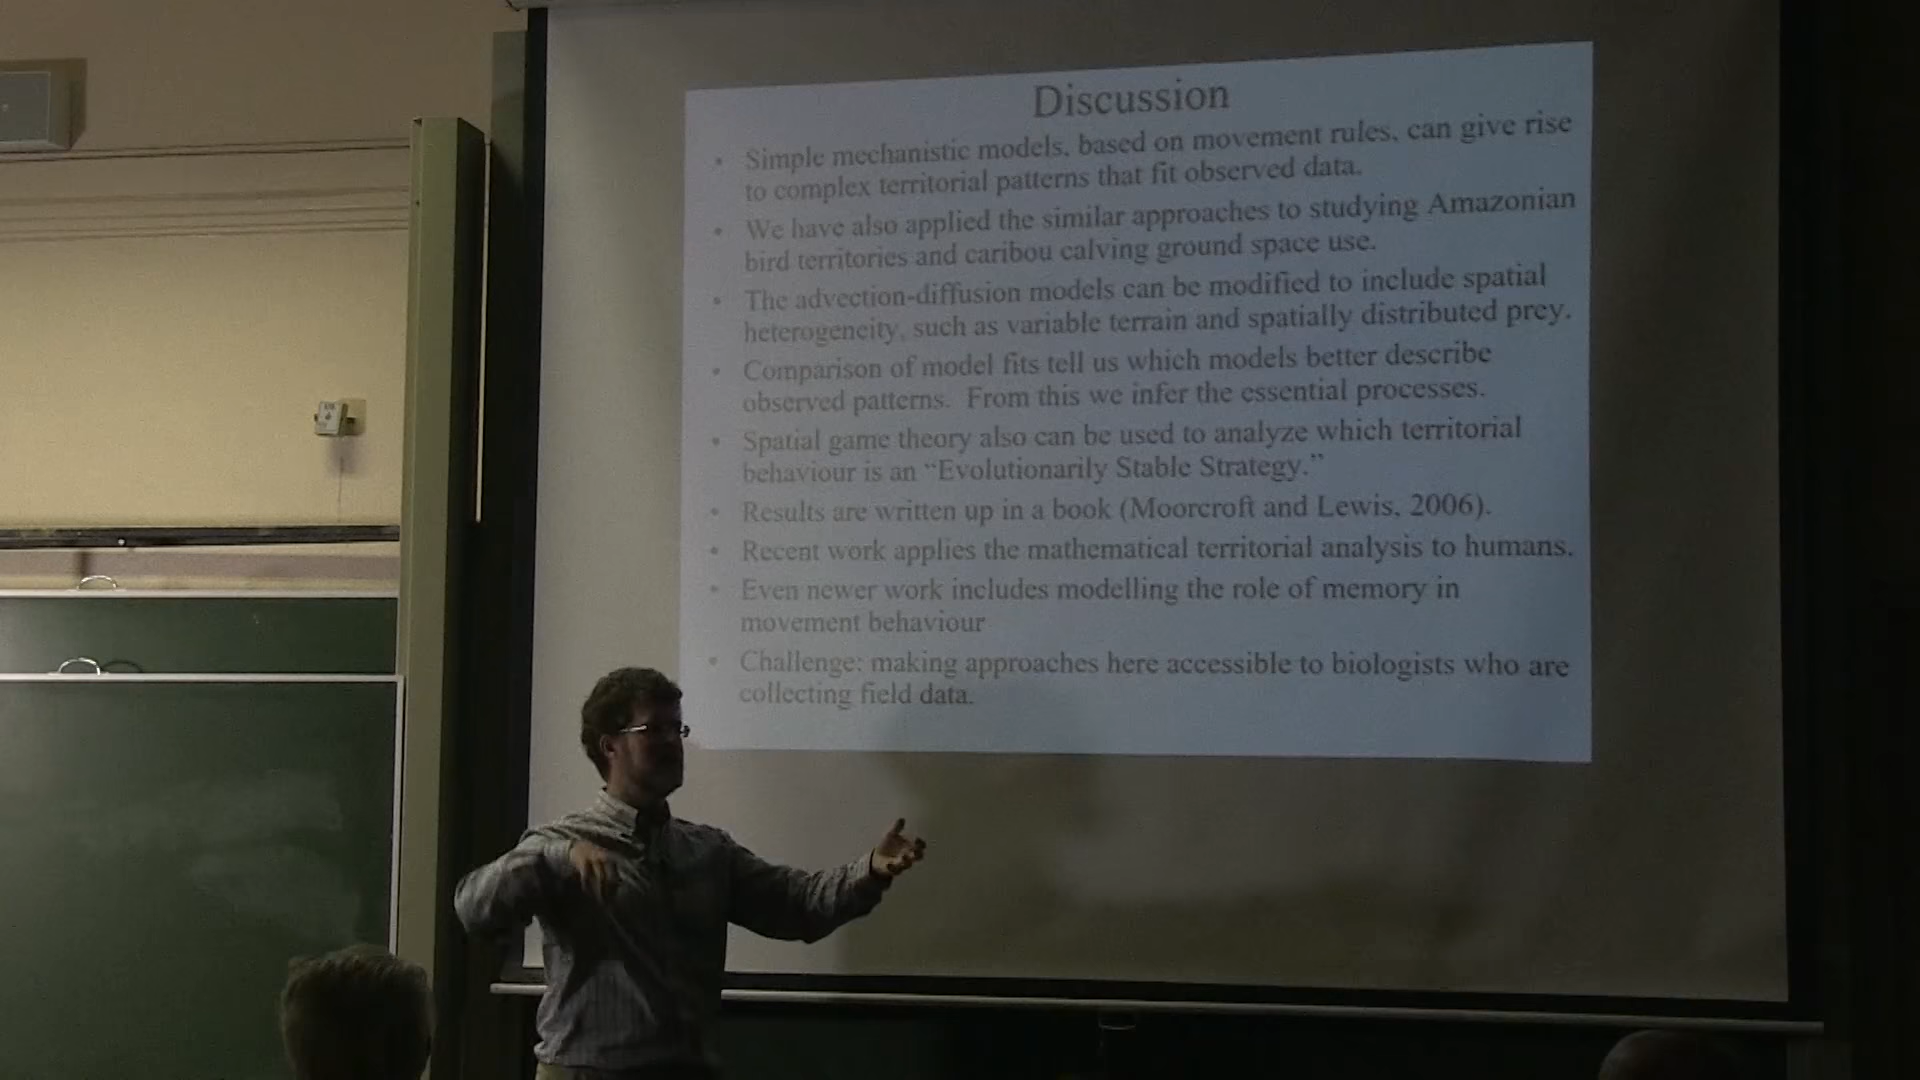 Discussion
• Simple mechanistic models, based on movement rules, can give rise
to complex territorial patterns that fit observed data.
• We have also applied the similar approaches to studying Amazonian
bird territories and caribou calving ground space use.
• The advection-diffusion models can be modified to include spatial
heterogeneity, such as variable terrain and spatially distributed prey.
• Comparison of model fits tell us which models better describe
observed patterns. From this we infer the essential processes.
• Spatial game theory also can be used to analyze which territorial
behaviour is an “Evolutionarily Stable Strategy.”
• Results are written up in a book (Moorcroft and Lewis, 2006).
• Recent work applies the mathematical territorial analysis to humans.
• Even newer work includes modelling the role of memory in
movement behaviour
• Challenge: making approaches here accessible to biologists who are
collecting field data.